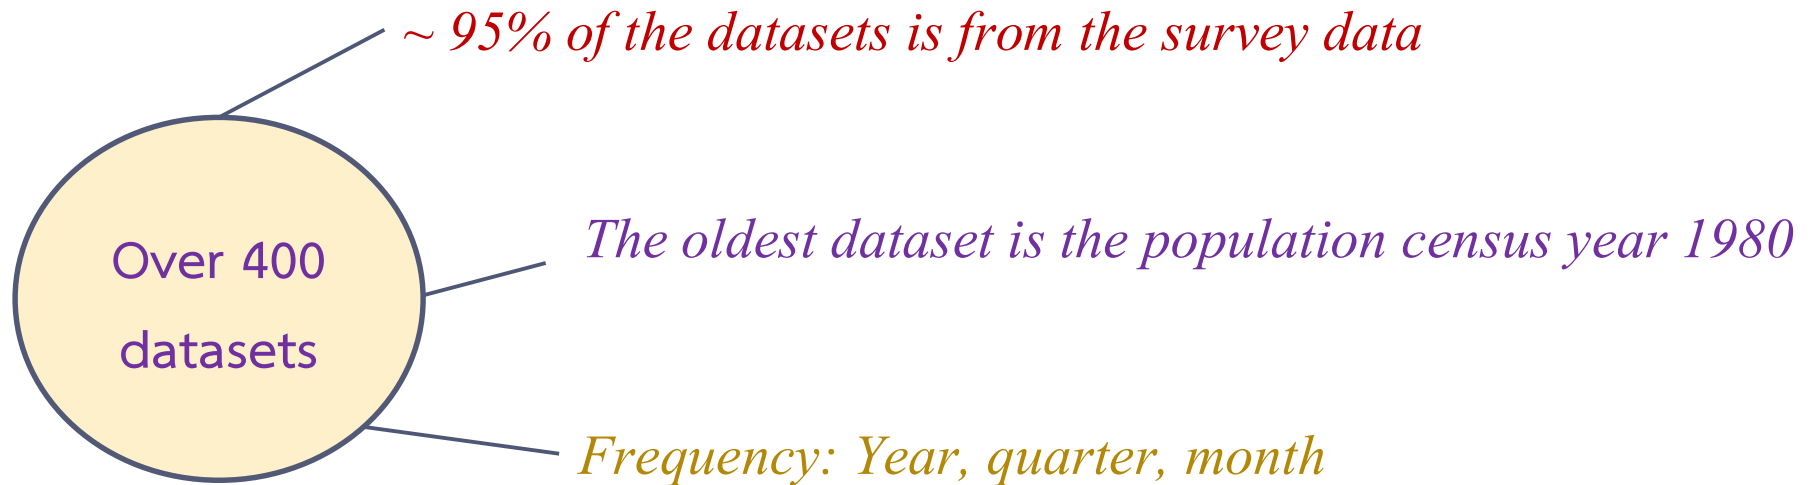 ~ 95% of the datasets is from the survey data
Over 400
datasets
The oldest dataset is the population census year 1980
Frequency: Year, quarter, month